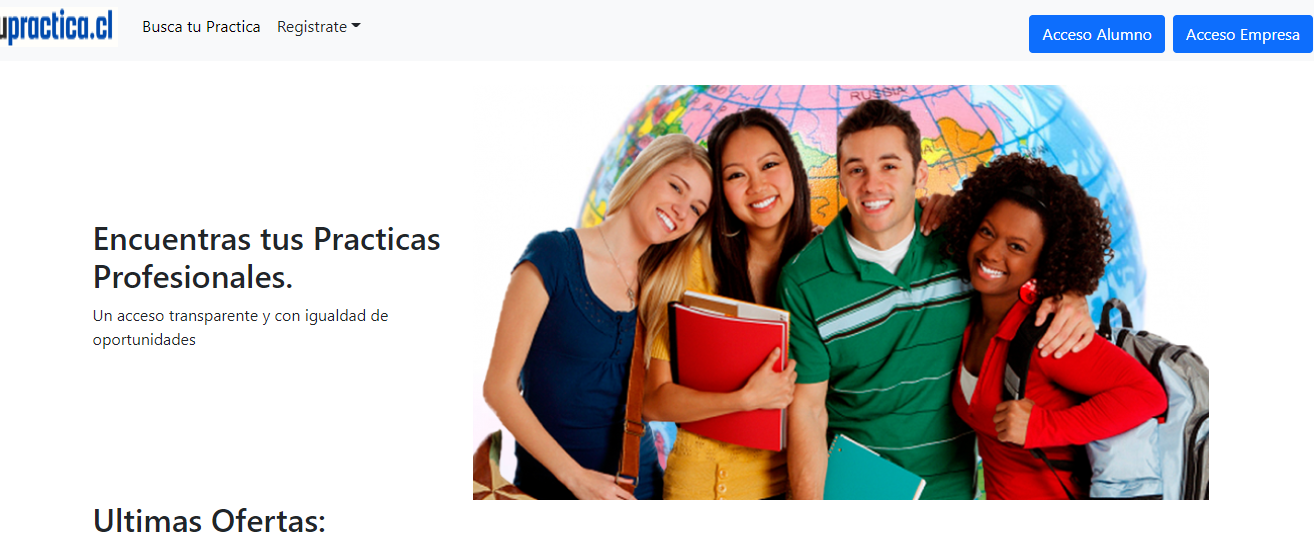 upractica.cl
Busca tu Practica
Registrate
Acceso Alumno
Acceso Empresa
RUSSIA
Encuentras tus Practicas
Profesionales.
Un acceso transparente y con igualdad de
oportunidades
Ultimas Ofertas: